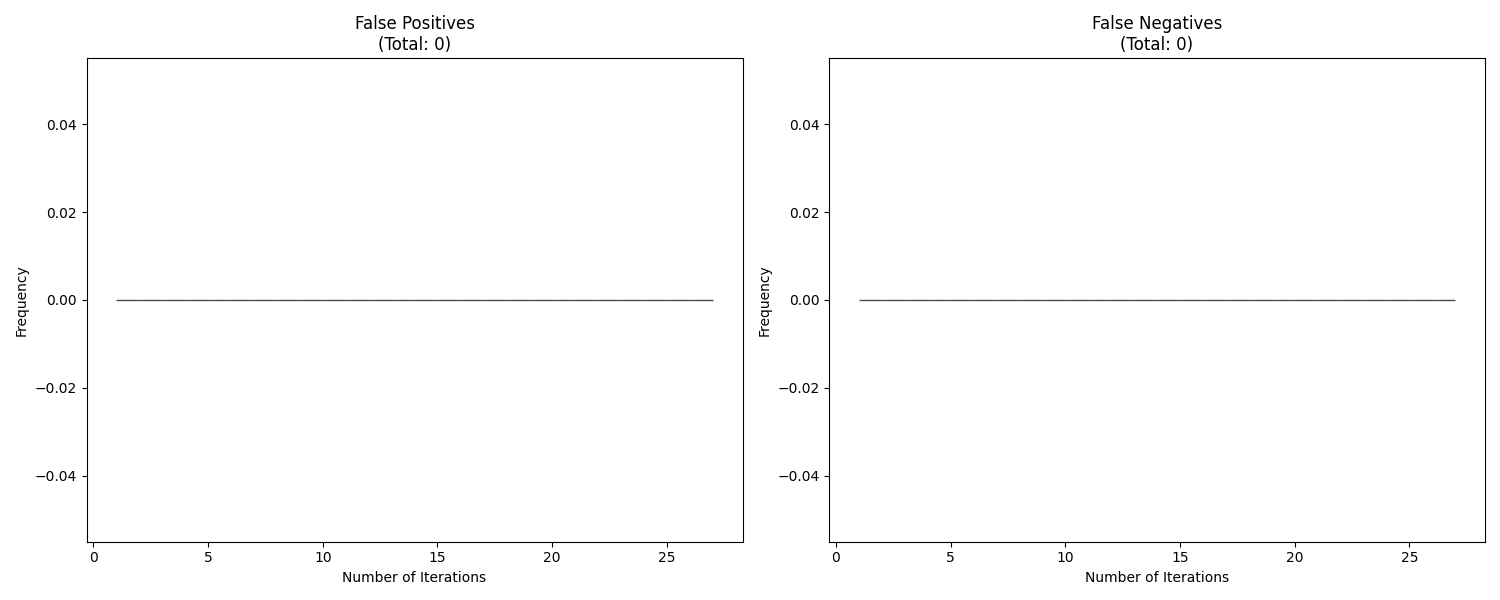 False Positives
(Total: 0)
Frequency
0.04
0.02
0.00
−0.02
−0.04
0 5 10 15 20 25
Number of Iterations
False Negatives
(Total: 0)
Frequency
0.04
0.02
0.00
−0.02
−0.04
0 5 10 15 20 25
Number of Iterations